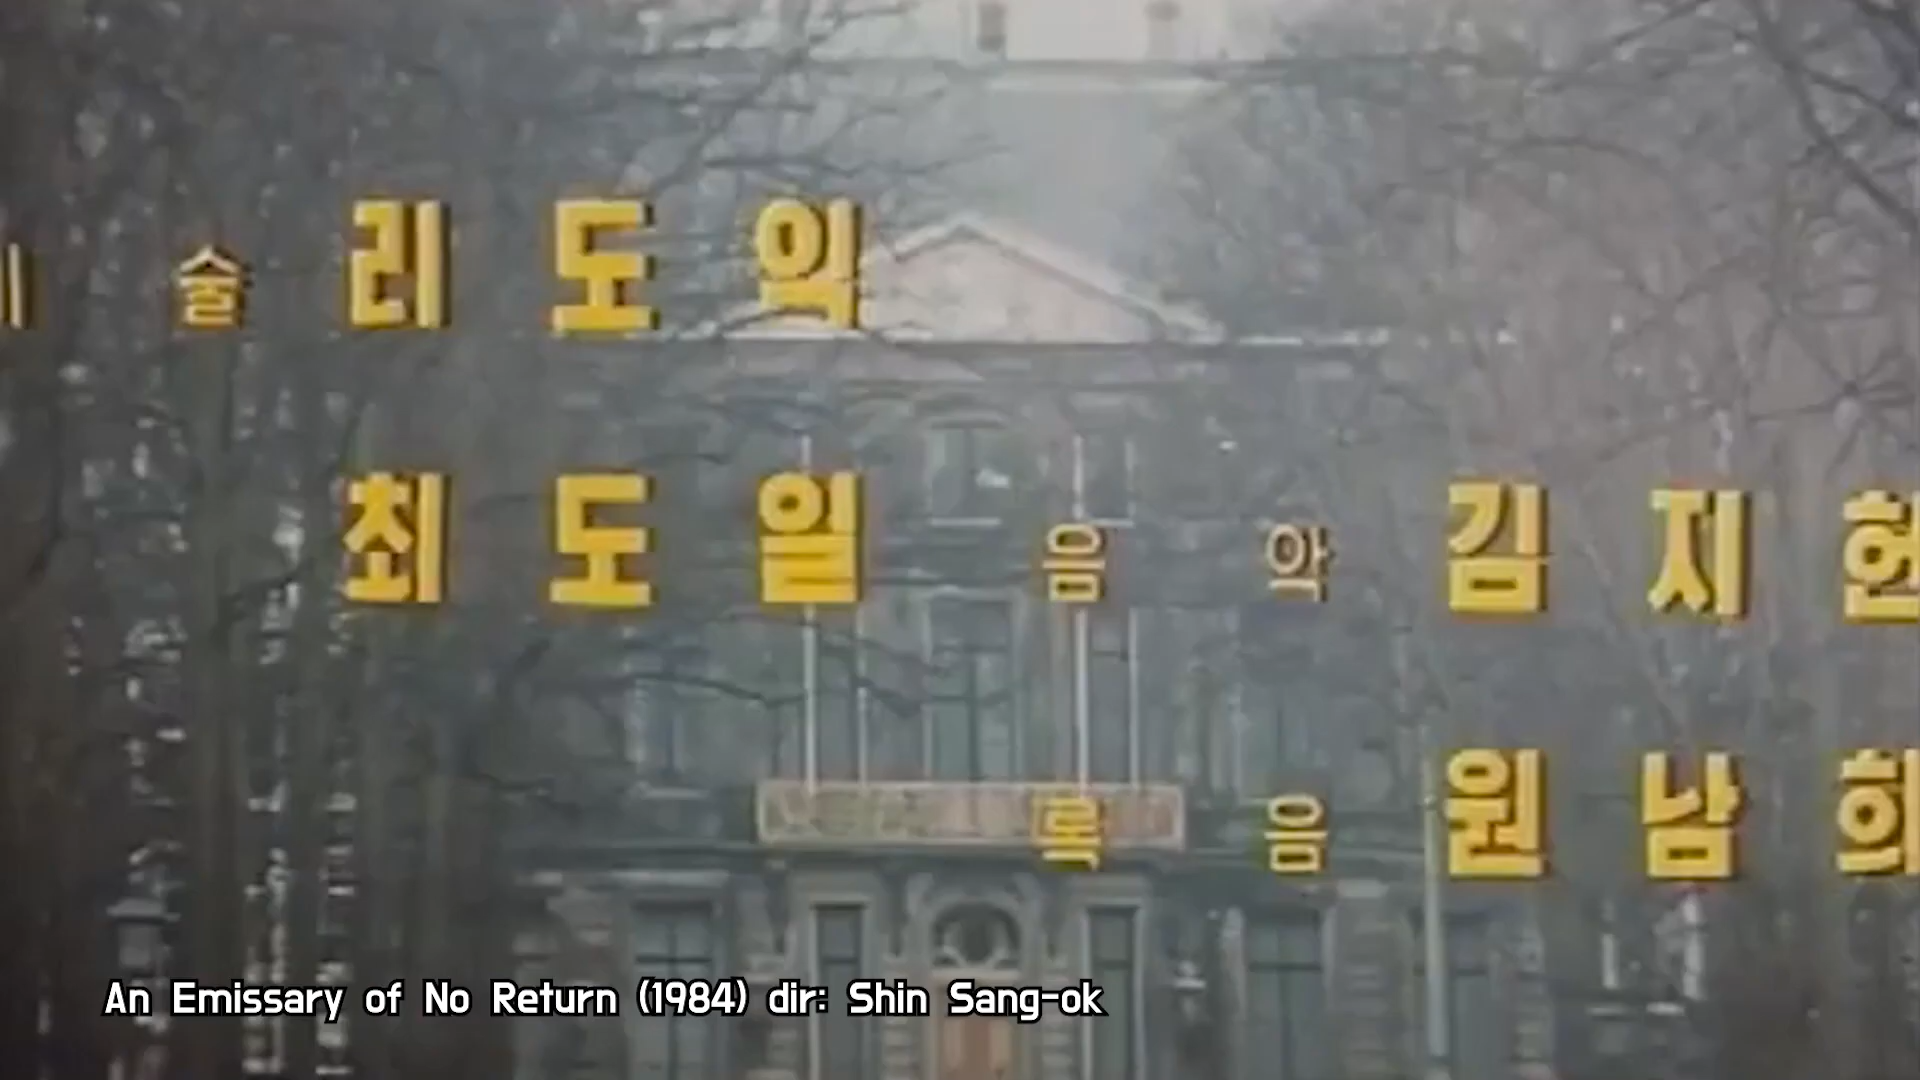 술 리도익
최도일 음악 김지현
록음 원남희
An Emissary of No Return (1984) dir: Shin Sang-ok